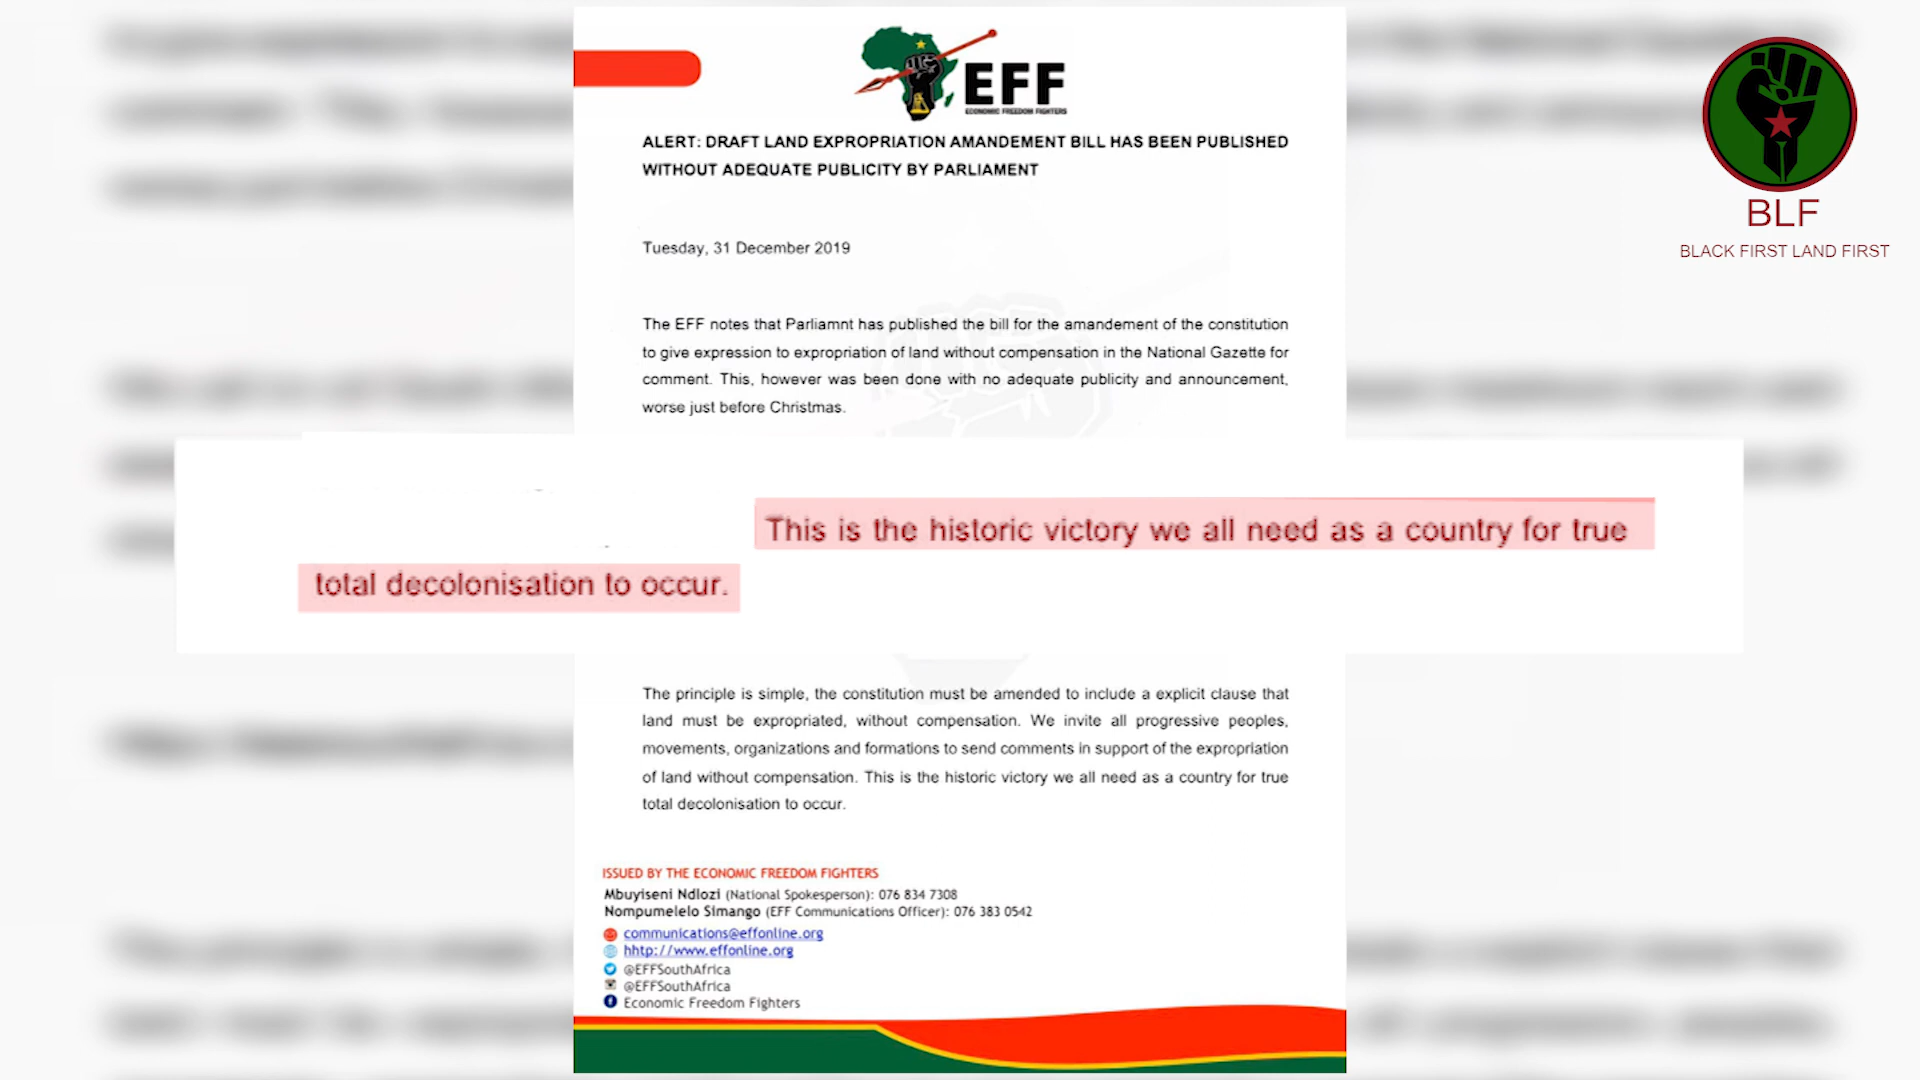 EFF
ECONOMIC FREEDOM FIGHTERS
BLF
BLACK FIRST LAND FIRST
ALERT: DRAFT LAND EXPROPRIATION AMANDEMENT BILL HAS BEEN PUBLISHED
WITHOUT ADEQUATE PUBLICITY BY PARLIAMENT
Tuesday, 31 December 2019
The EFF notes that Parliamnt has published the bill for the amandement of the constitution
to give expression to expropriation of land without compensation in the National Gazette for
comment. This, however was been done with no adequate publicity and announcement,
worse just before Christmas.
This is the historic victory we all need as a country for true
total decolonisation to occur.
The principle is simple, the constitution must be amended to include a explicit clause that
land must be expropriated, without compensation. We invite all progressive peoples,
movements, organizations and formations to send comments in support of the expropriation
of land without compensation. This is the historic victory we all need as a country for true
total decolonisation to occur.
ISSUED BY THE ECONOMIC FREEDOM FIGHTERS
Mbuyiseni Ndlozi (National Spokesperson): 076 834 7308
Nompumelelo Simango (EFF Communications Officer): 076 383 0542
communications@effonline.org
hhtp://www.effonline.org
@EFFSouthAfrica
@EFFSouthAfrica
Economic Freedom Fighters